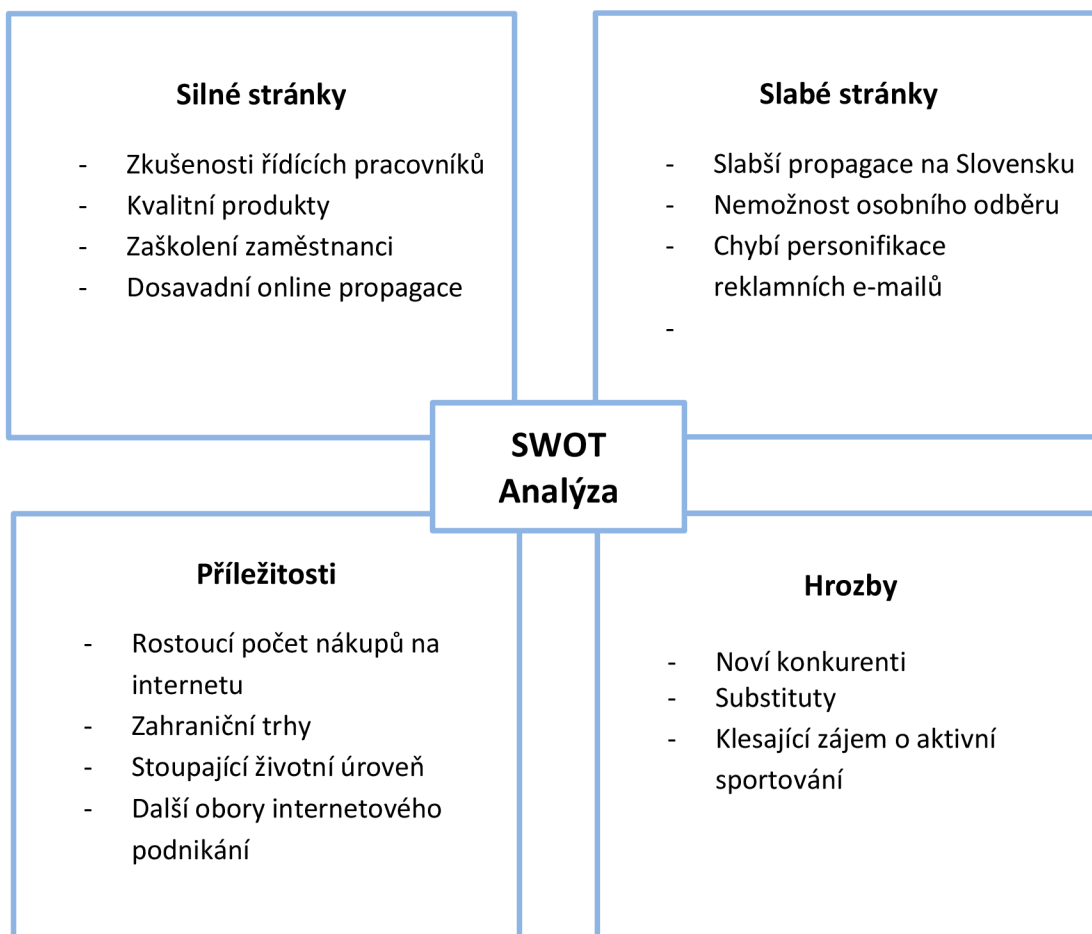 Silné stránky
- Zkušenosti řídících pracovníků
- Kvalitní produkty
- Zaškolení zaměstnanci
- Dosavadní online propagace
Slabé stránky
- Slabší propagace na Slovensku
- Nemožnost osobního odběru
- Chybí personifikace
reklamních e-mailů
-
SWOT
Analýza
Příležitosti
- Rostoucí počet nákupů na
internetu
- Zahraniční trhy
- Stoupající životní úroveň
- Další obory internetového
podnikání
Hrozby
- Noví konkurenti
- Substituty
- Klesající zájem o aktivní
sportování